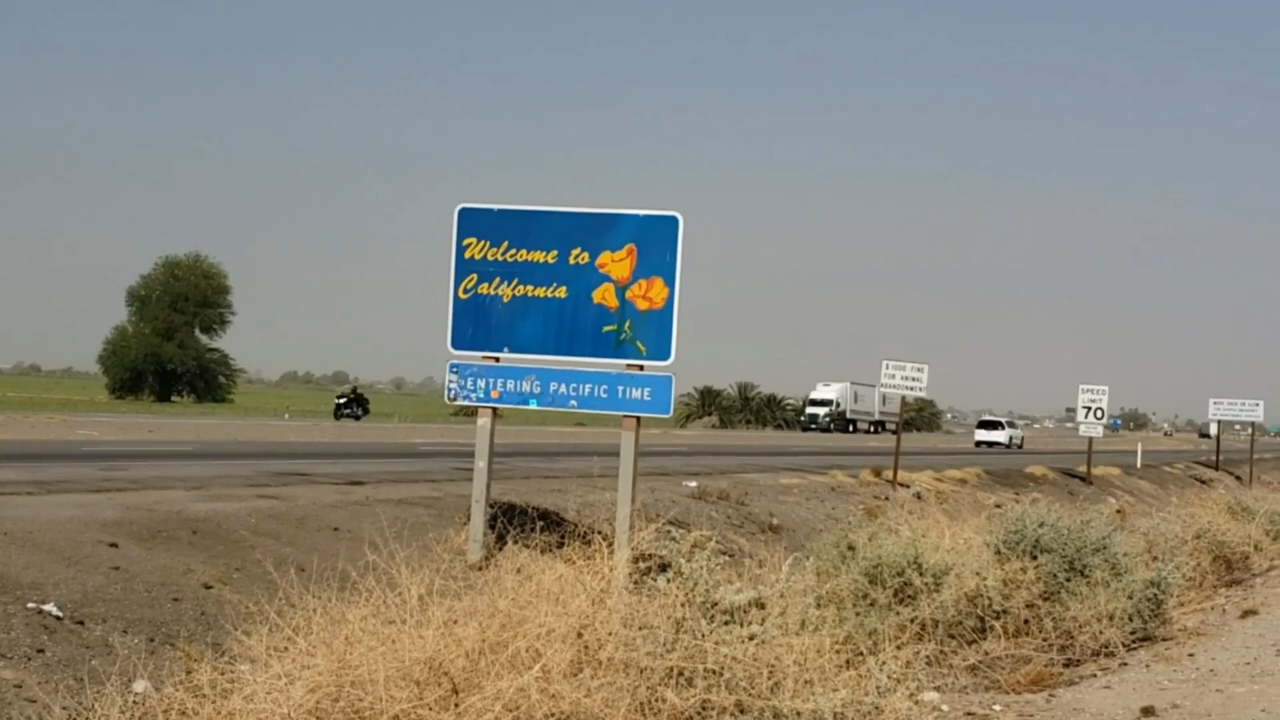 Welcome to
California
ENTERING PACIFIC TIME
$1000 FINE
FOR ANIMAL
ABANDONMENT
SPEED
LIMIT
70